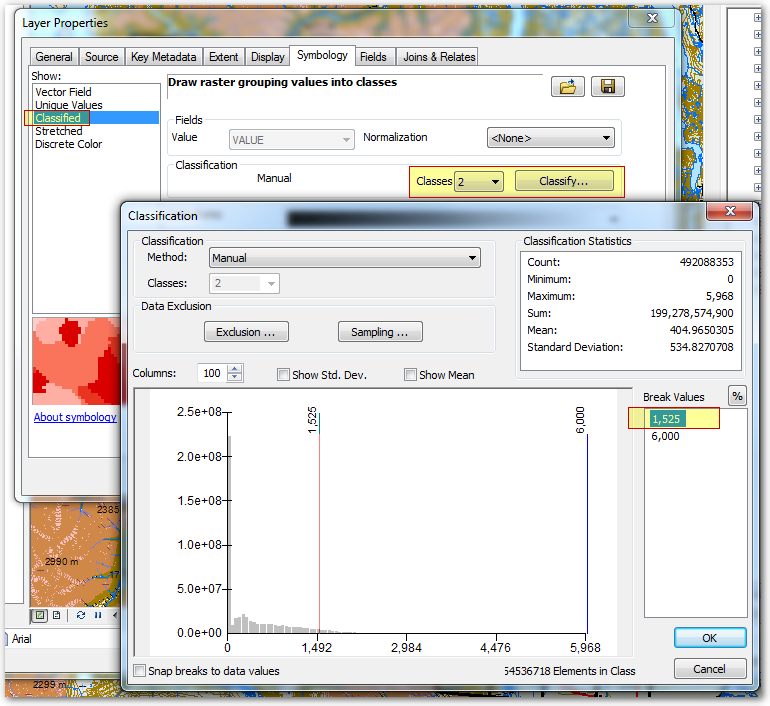 Layer Properties
General Source Key Metadata Extent Display Symbology Fields Joins & Relates
Show:
Vector Field
Unique Values
Classified
Stretched
Discrete Color
Draw raster grouping values into classes
Fields
Value VALUE Normalization <None>
Classification
Manual
Classes 2 Classify...
About symbology
Classification
Classification
Method: Manual
Classes: 2
Data Exclusion
Exclusion ... Sampling ...
Classification Statistics
Count: 492088353
Minimum: 0
Maximum: 5,968
Sum: 199,278,574,900
Mean: 404.9650305
Standard Deviation: 534.8270708
Columns: 100 Show Std. Dev. Show Mean
Break Values %
1,525
6,000
2.5e+08
2.0e+08
1.5e+08
1.0e+08
5.0e+07
0.0e+00
1,525
6,000
0 1,492 2,984 4,476 5,968
OK
Snap breaks to data values
54536718 Elements in Class
Cancel
2385
2990 m
Arial
2299 m